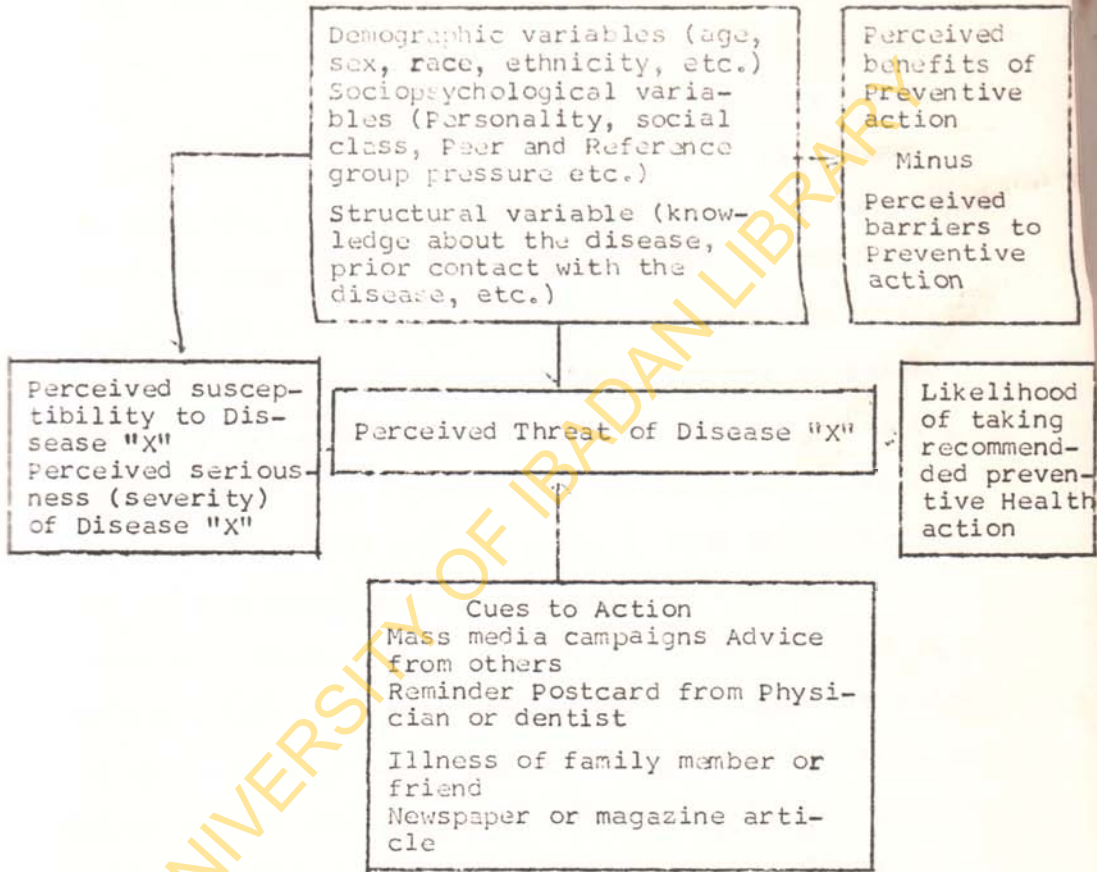 Demographic variables (age,
sex, race, ethnicity, etc.)
Sociopsychological varia-
bles (Personality, social
class, Peer and Reference
group pressure etc.)
Structural variable (know-
ledge about the disease,
prior contact with the
disease, etc.)
Perceived
benefits of
Preventive
action
Minus
Perceived
barriers to
Preventive
action
Perceived suscep-
tibility to Dis-
sease "X"
Perceived serious-
ness (severity)
of Disease "X"
Perceived Threat of Disease "X"
Likelihood
of taking
recommend-
ded preven-
tive Health
action
Cues to Action
Mass media campaigns Advice
from others
Reminder Postcard from Physi-
cian or dentist
Illness of family member or
friend
Newspaper or magazine arti-
cle
UNIVERSITY OF IBADAN LIBRARY